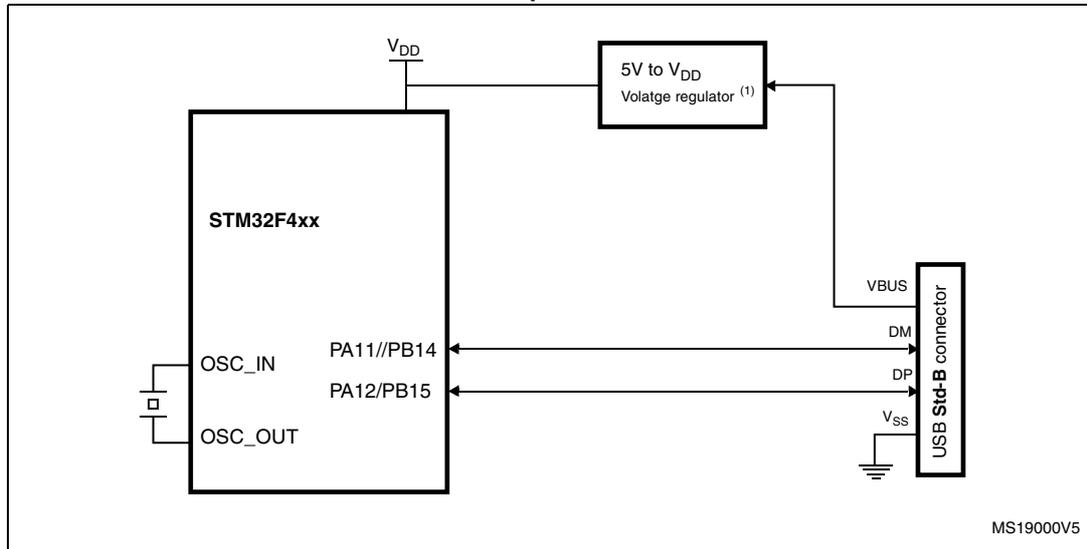 VDD
5V to VDD
Volatge regulator (1)
STM32F4xx
VBUS
DM
PA11//PB14
OSC_IN
DP
PA12/PB15
VSS
OSC_OUT
USB Std-B connector
MS19000V5